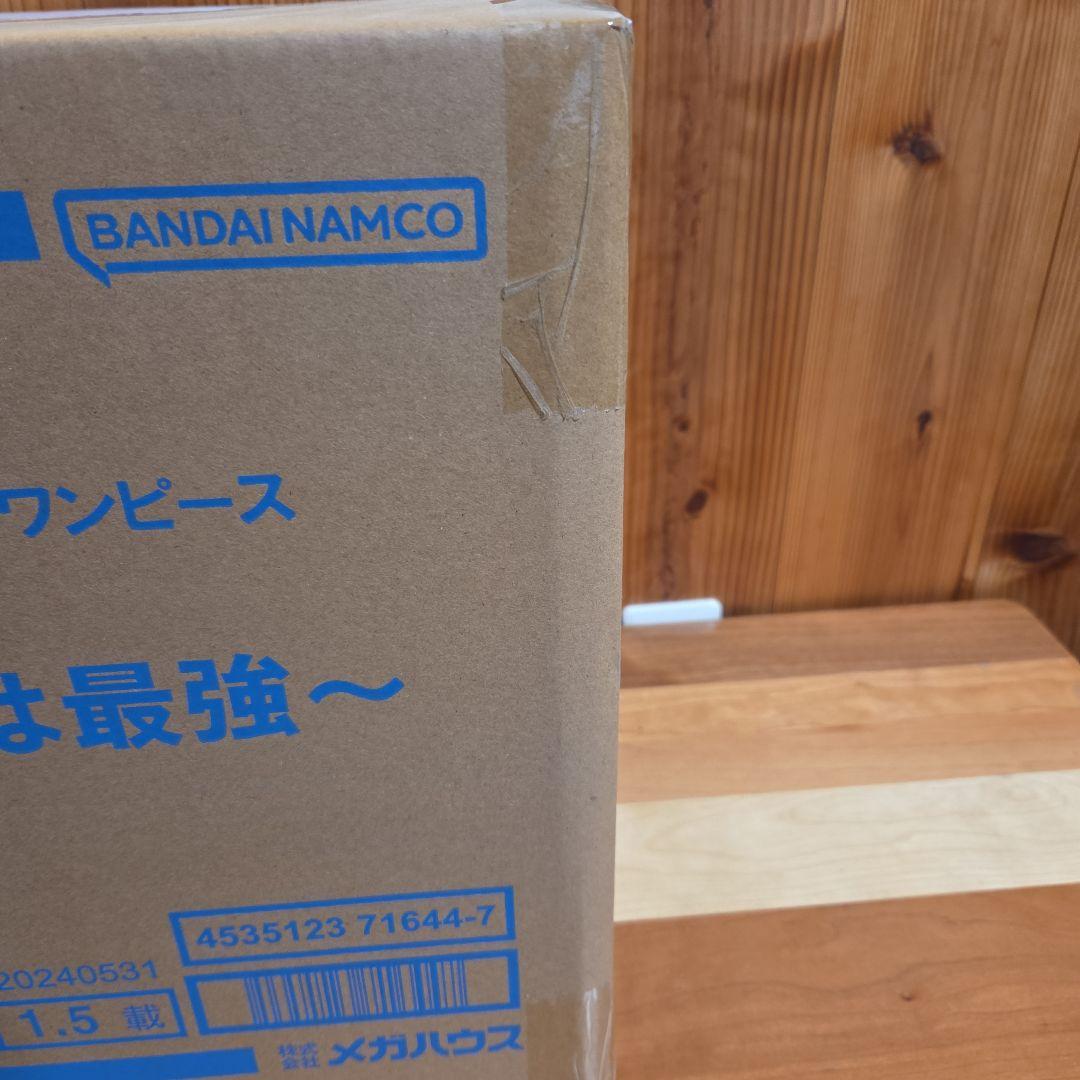 BANDAI NAMCO
ワンピース
は最強～
4535123 71644-7
20240531
1.5 載
株式会社 メガハウス